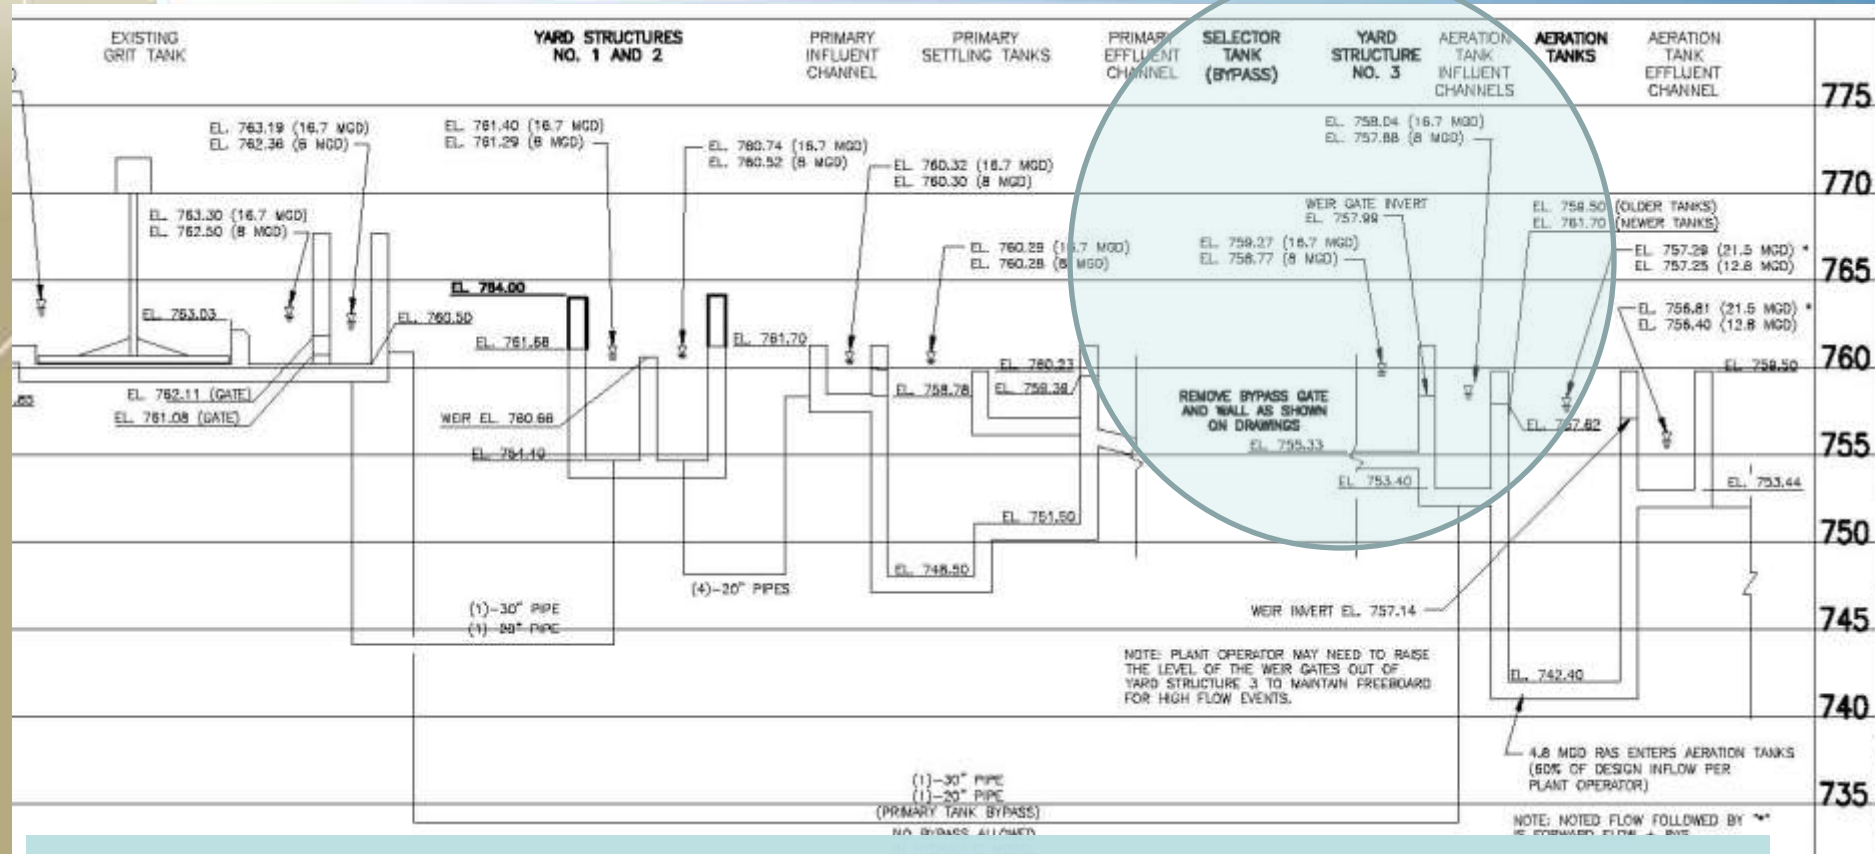 EXISTING
GRIT TANK
YARD STRUCTURES
NO. 1 AND 2
PRIMARY
INFLUENT
CHANNEL
PRIMARY
SETTLING TANKS
PRIMARY
EFFLUENT
CHANNEL
SELECTOR
TANK
(BYPASS)
YARD
STRUCTURE
NO. 3
AERATION
TANK
INFLUENT
CHANNELS
AERATION
TANKS
AERATION
TANK
EFFLUENT
CHANNEL
775
770
765
760
755
750
745
740
735
EL. 763.19 (16.7 MGD)
EL. 762.36 (8 MGD)
EL. 763.30 (16.7 MGD)
EL. 762.50 (8 MGD)
EL. 763.03
EL. 760.50
EL. 762.11 (GATE)
EL. 761.08 (GATE)
EL. 761.40 (16.7 MGD)
EL. 761.29 (8 MGD)
EL. 760.74 (16.7 MGD)
EL. 760.52 (8 MGD)
EL. 764.00
EL. 761.68
WEIR EL. 760.66
EL. 761.70
EL. 760.32 (16.7 MGD)
EL. 760.30 (8 MGD)
EL. 760.29 (16.7 MGD)
EL. 760.28 (8 MGD)
EL. 760.23
EL. 758.78
EL. 759.36
EL. 751.50
EL. 748.50
(4)-20" PIPES
(1)-30" PIPE
EL. 758.04 (16.7 MGD)
EL. 757.88 (8 MGD)
WEIR GATE INVERT
EL. 757.99
EL. 759.27 (16.7 MGD)
EL. 758.77 (8 MGD)
REMOVE BYPASS GATE
AND WALL AS SHOWN
ON DRAWINGS
EL. 755.33
EL. 753.40
EL. 759.50 (OLDER TANKS)
EL. 761.70 (NEWER TANKS)
EL. 757.29 (21.5 MGD) *
EL. 757.25 (12.8 MGD)
EL. 756.81 (21.5 MGD) *
EL. 756.40 (12.8 MGD)
EL. 759.50
EL. 753.44
WEIR INVERT EL. 757.14
EL. 742.40
NOTE: PLANT OPERATOR MAY NEED TO RAISE
THE LEVEL OF THE WEIR GATES OUT OF
YARD STRUCTURE 3 TO MAINTAIN FREEBOARD
FOR HIGH FLOW EVENTS.
4.8 MGD RAS ENTERS AERATION TANKS
(60% OF DESIGN INFLOW PER
PLANT OPERATOR)
(1)-30" PIPE
(1)-20" PIPE
(PRIMARY TANK BYPASS)
NO BYPASS ALLOWED
NOTE: NOTED FLOW FOLLOWED BY "*"